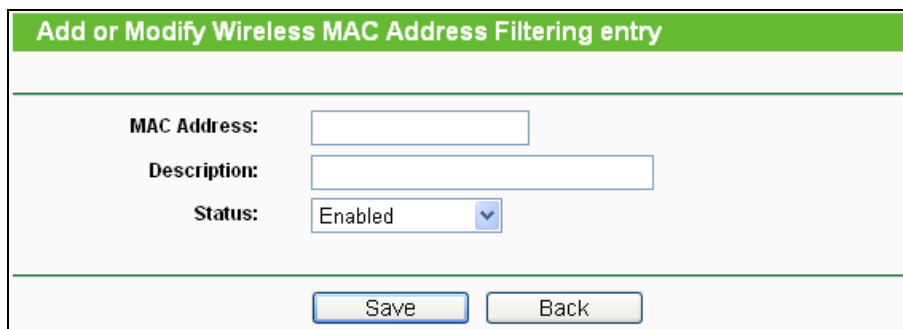 Add or Modify Wireless MAC Address Filtering entry
MAC Address:
Description:
Status: Enabled
Save Back